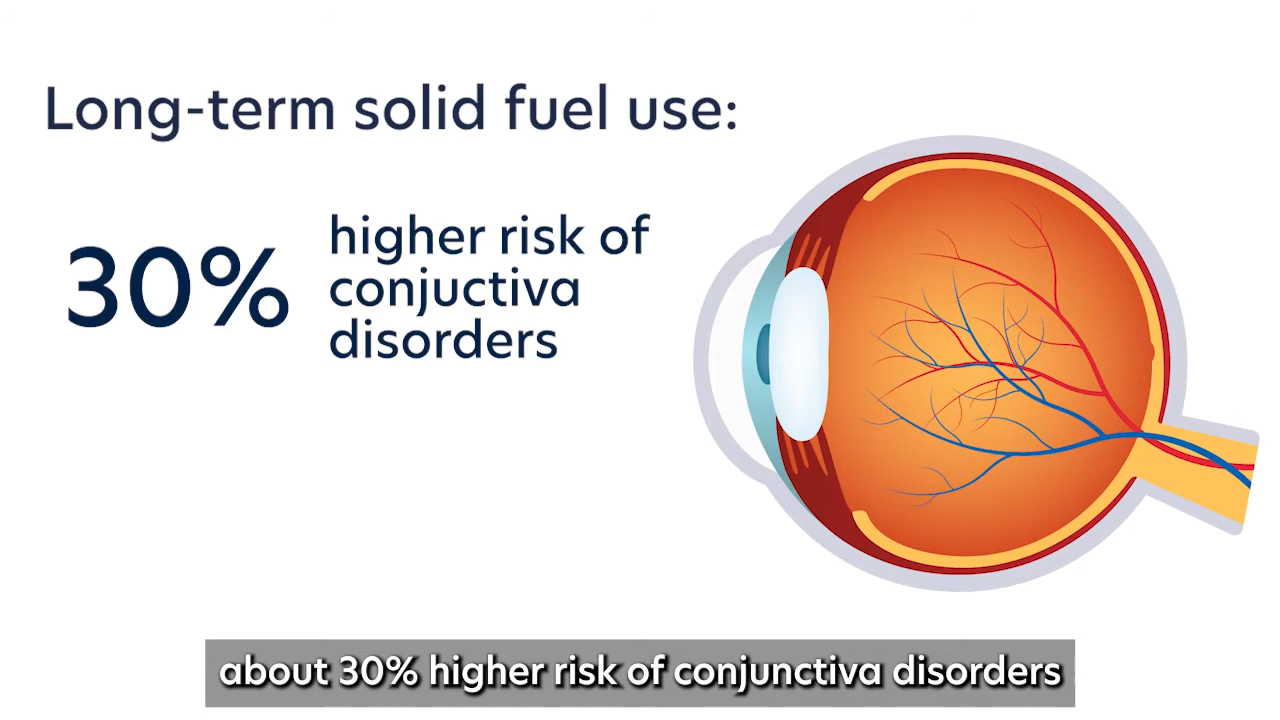 Long-term solid fuel use:
30%
higher risk of
conjuctiva
disorders
about 30% higher risk of conjunctiva disorders